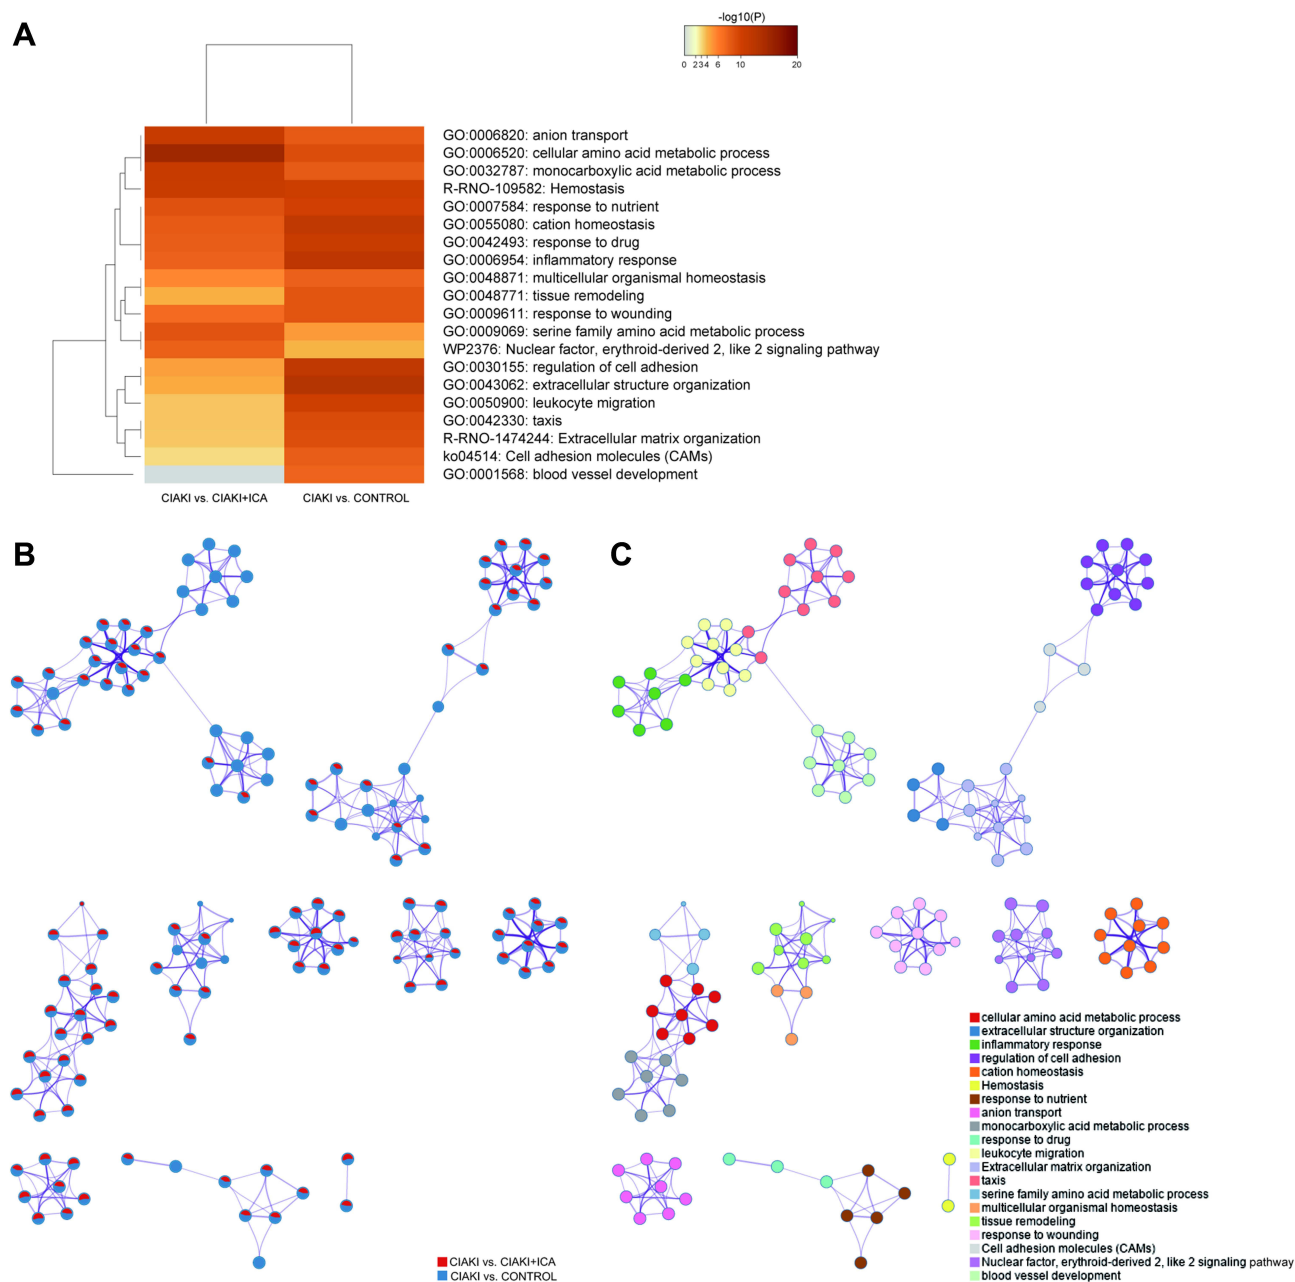 A
-log10(P)
0 2 3 4 6 10 20
GO:0006820: anion transport
GO:0006520: cellular amino acid metabolic process
GO:0032787: monocarboxylic acid metabolic process
R-RNO-109582: Hemostasis
GO:0007584: response to nutrient
GO:0055080: cation homeostasis
GO:0042493: response to drug
GO:0006954: inflammatory response
GO:0048871: multicellular organismal homeostasis
GO:0048771: tissue remodeling
GO:0009611: response to wounding
GO:0009069: serine family amino acid metabolic process
WP2376: Nuclear factor, erythroid-derived 2, like 2 signaling pathway
GO:0030155: regulation of cell adhesion
GO:0043062: extracellular structure organization
GO:0050900: leukocyte migration
GO:0042330: taxis
R-RNO-1474244: Extracellular matrix organization
ko04514: Cell adhesion molecules (CAMs)
GO:0001568: blood vessel development
CIAKI vs. CIAKI+ICA
CIAKI vs. CONTROL
B
CIAKI vs. CIAKI+ICA
CIAKI vs. CONTROL
C
cellular amino acid metabolic process
extracellular structure organization
inflammatory response
regulation of cell adhesion
cation homeostasis
Hemostasis
response to nutrient
anion transport
monocarboxylic acid metabolic process
response to drug
leukocyte migration
Extracellular matrix organization
taxis
serine family amino acid metabolic process
multicellular organismal homeostasis
tissue remodeling
response to wounding
Cell adhesion molecules (CAMs)
Nuclear factor, erythroid-derived 2, like 2 signaling pathway
blood vessel development